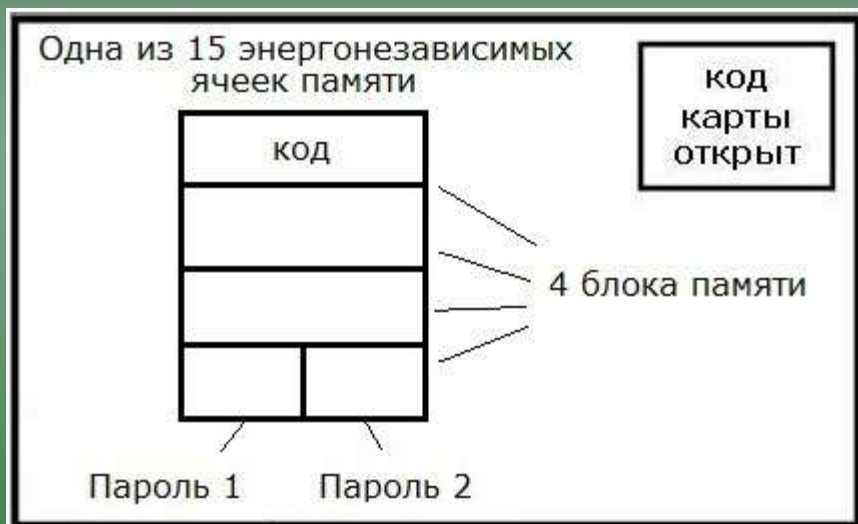 Одна из 15 энергонезависимых
ячеек памяти
код
карты
открыт
код
4 блока памяти
Пароль 1
Пароль 2